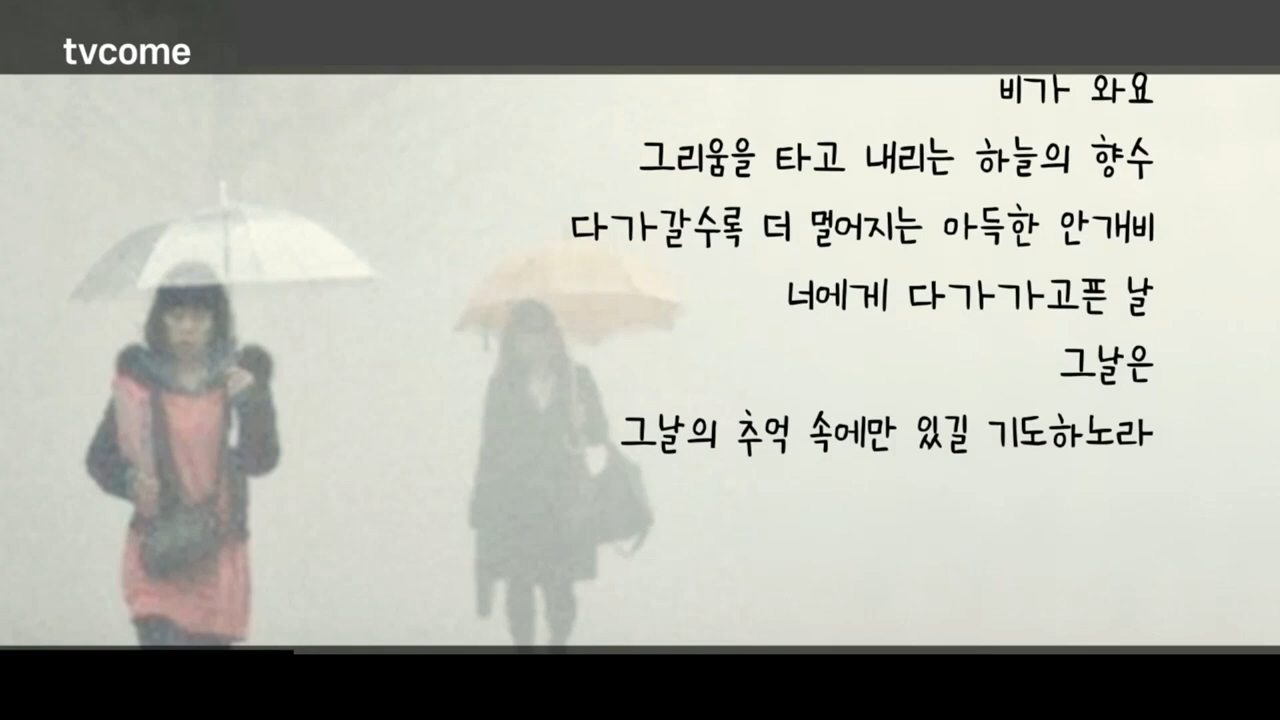 tvcome
비가 와요
그리움을 타고 내리는 하늘의 향수
다가갈수록 더 멀어지는 아득한 안개비
너에게 다가가고픈 날
그날은
그날의 추억 속에만 있길 기도하노라